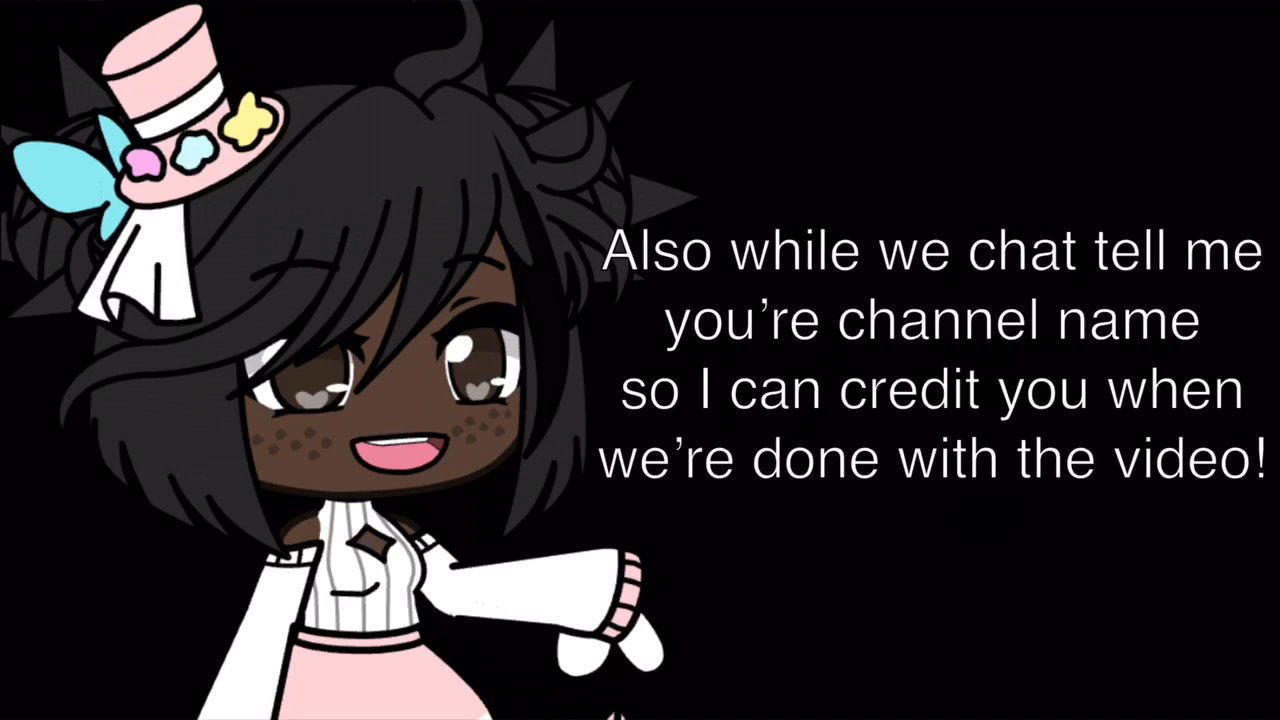 Also while we chat tell me
you’re channel name
so I can credit you when
we’re done with the video!